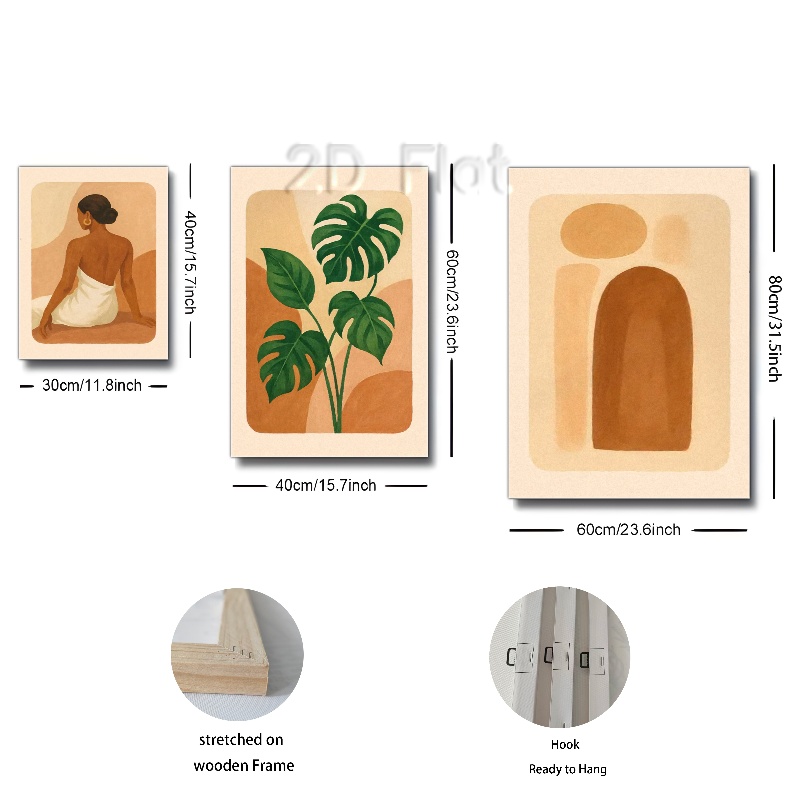 2D Flat
40cm/15.7inch
30cm/11.8inch
60cm/23.6inch
40cm/15.7inch
80cm/31.5inch
60cm/23.6inch
stretched on
wooden Frame
Hook
Ready to Hang